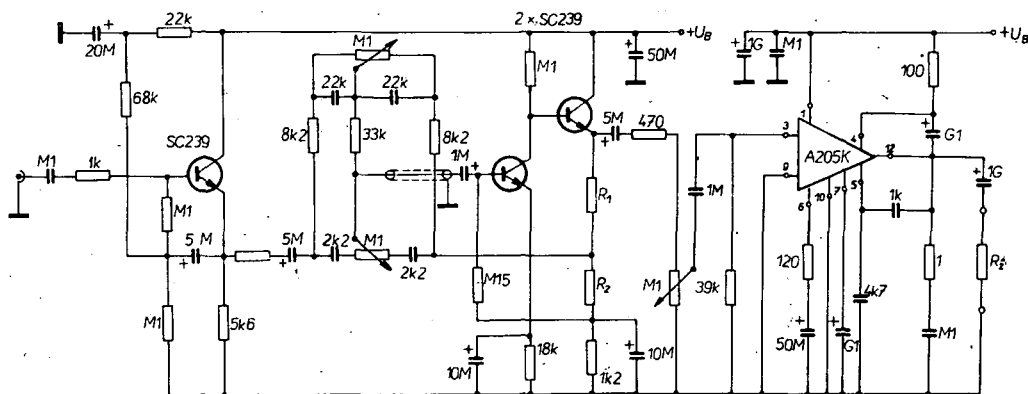 22k
2 x SC239
+U_B
+
1G
M1
+U_B
20M
+
M1
22k
22k
M1
+
50M
100
68k
8k2
33k
8k2
+
5M
470
3
1
4
+
G1
SC239
A205K
12
M1
1k
1M
+
9
6
10
7
5
+
1G
M1
R1
1M
1k
5 M
+
5M
+
2k2
M1
2k2
M15
R2
M1
39k
120
1
M1
5k6
+
10M
18k
1k2
+
10M
+
50M
+
G1
4k7
M1